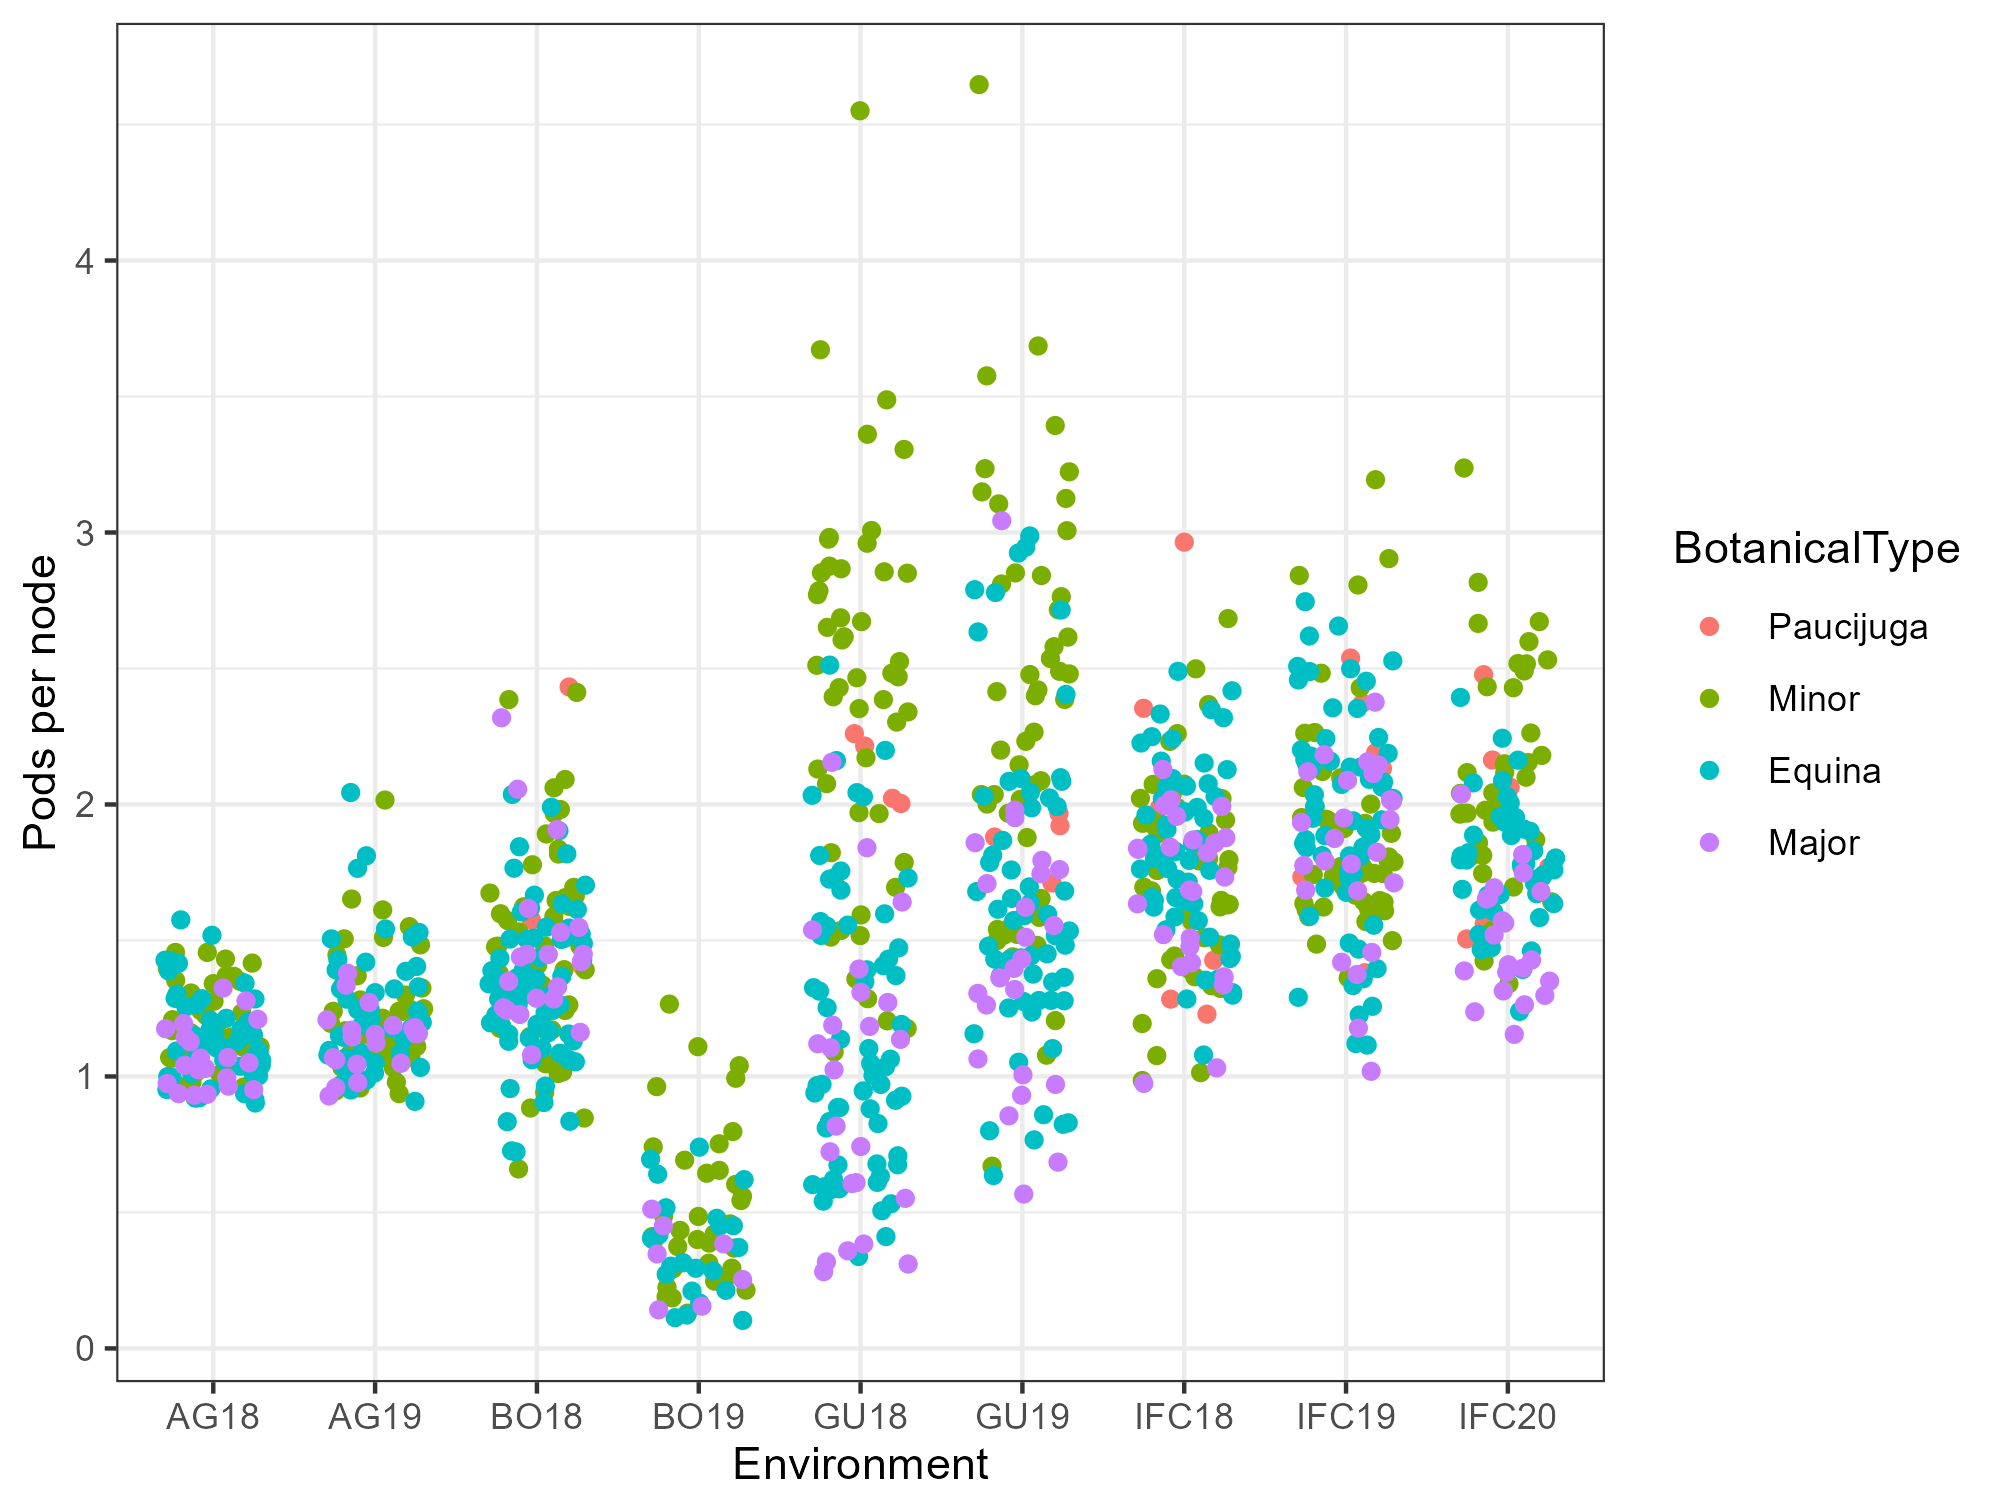 Pods per node
4
3
2
1
0
AG18 AG19 BO18 BO19 GU18 GU19 IFC18 IFC19 IFC20
Environment
BotanicalType
Paucijuga
Minor
Equina
Major